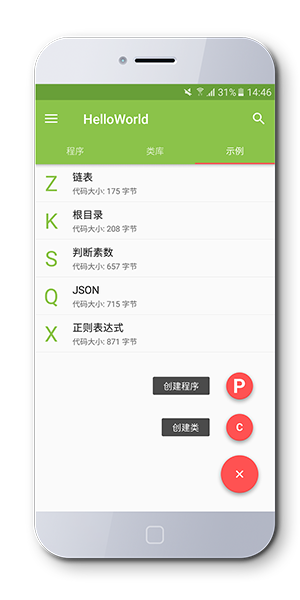 31% 14:46
HelloWorld
程序 类库 示例
Z 链表
代码大小: 175 字节
K 根目录
代码大小: 208 字节
S 判断素数
代码大小: 657 字节
Q JSON
代码大小: 715 字节
X 正则表达式
代码大小: 871 字节
创建程序 P
创建类 C